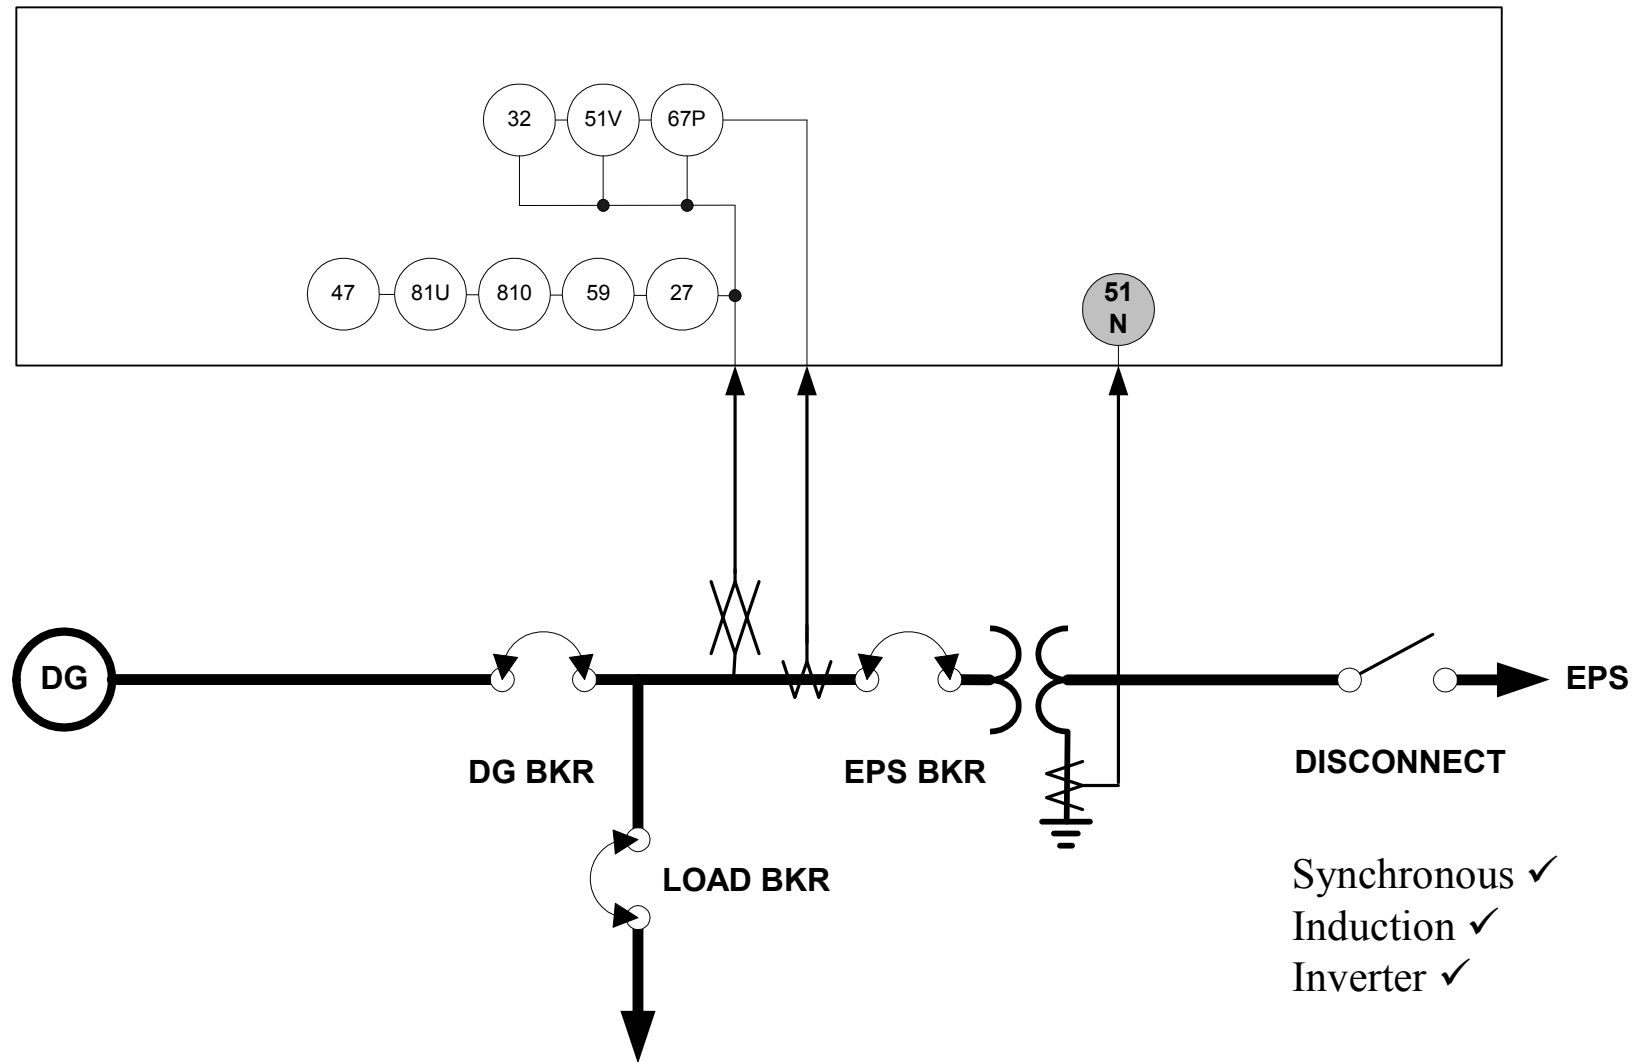 32 51V 67P
47 81U 810 59 27
51
N
DG
EPS
DG BKR
EPS BKR
DISCONNECT
LOAD BKR
Synchronous ✓
Induction ✓
Inverter ✓